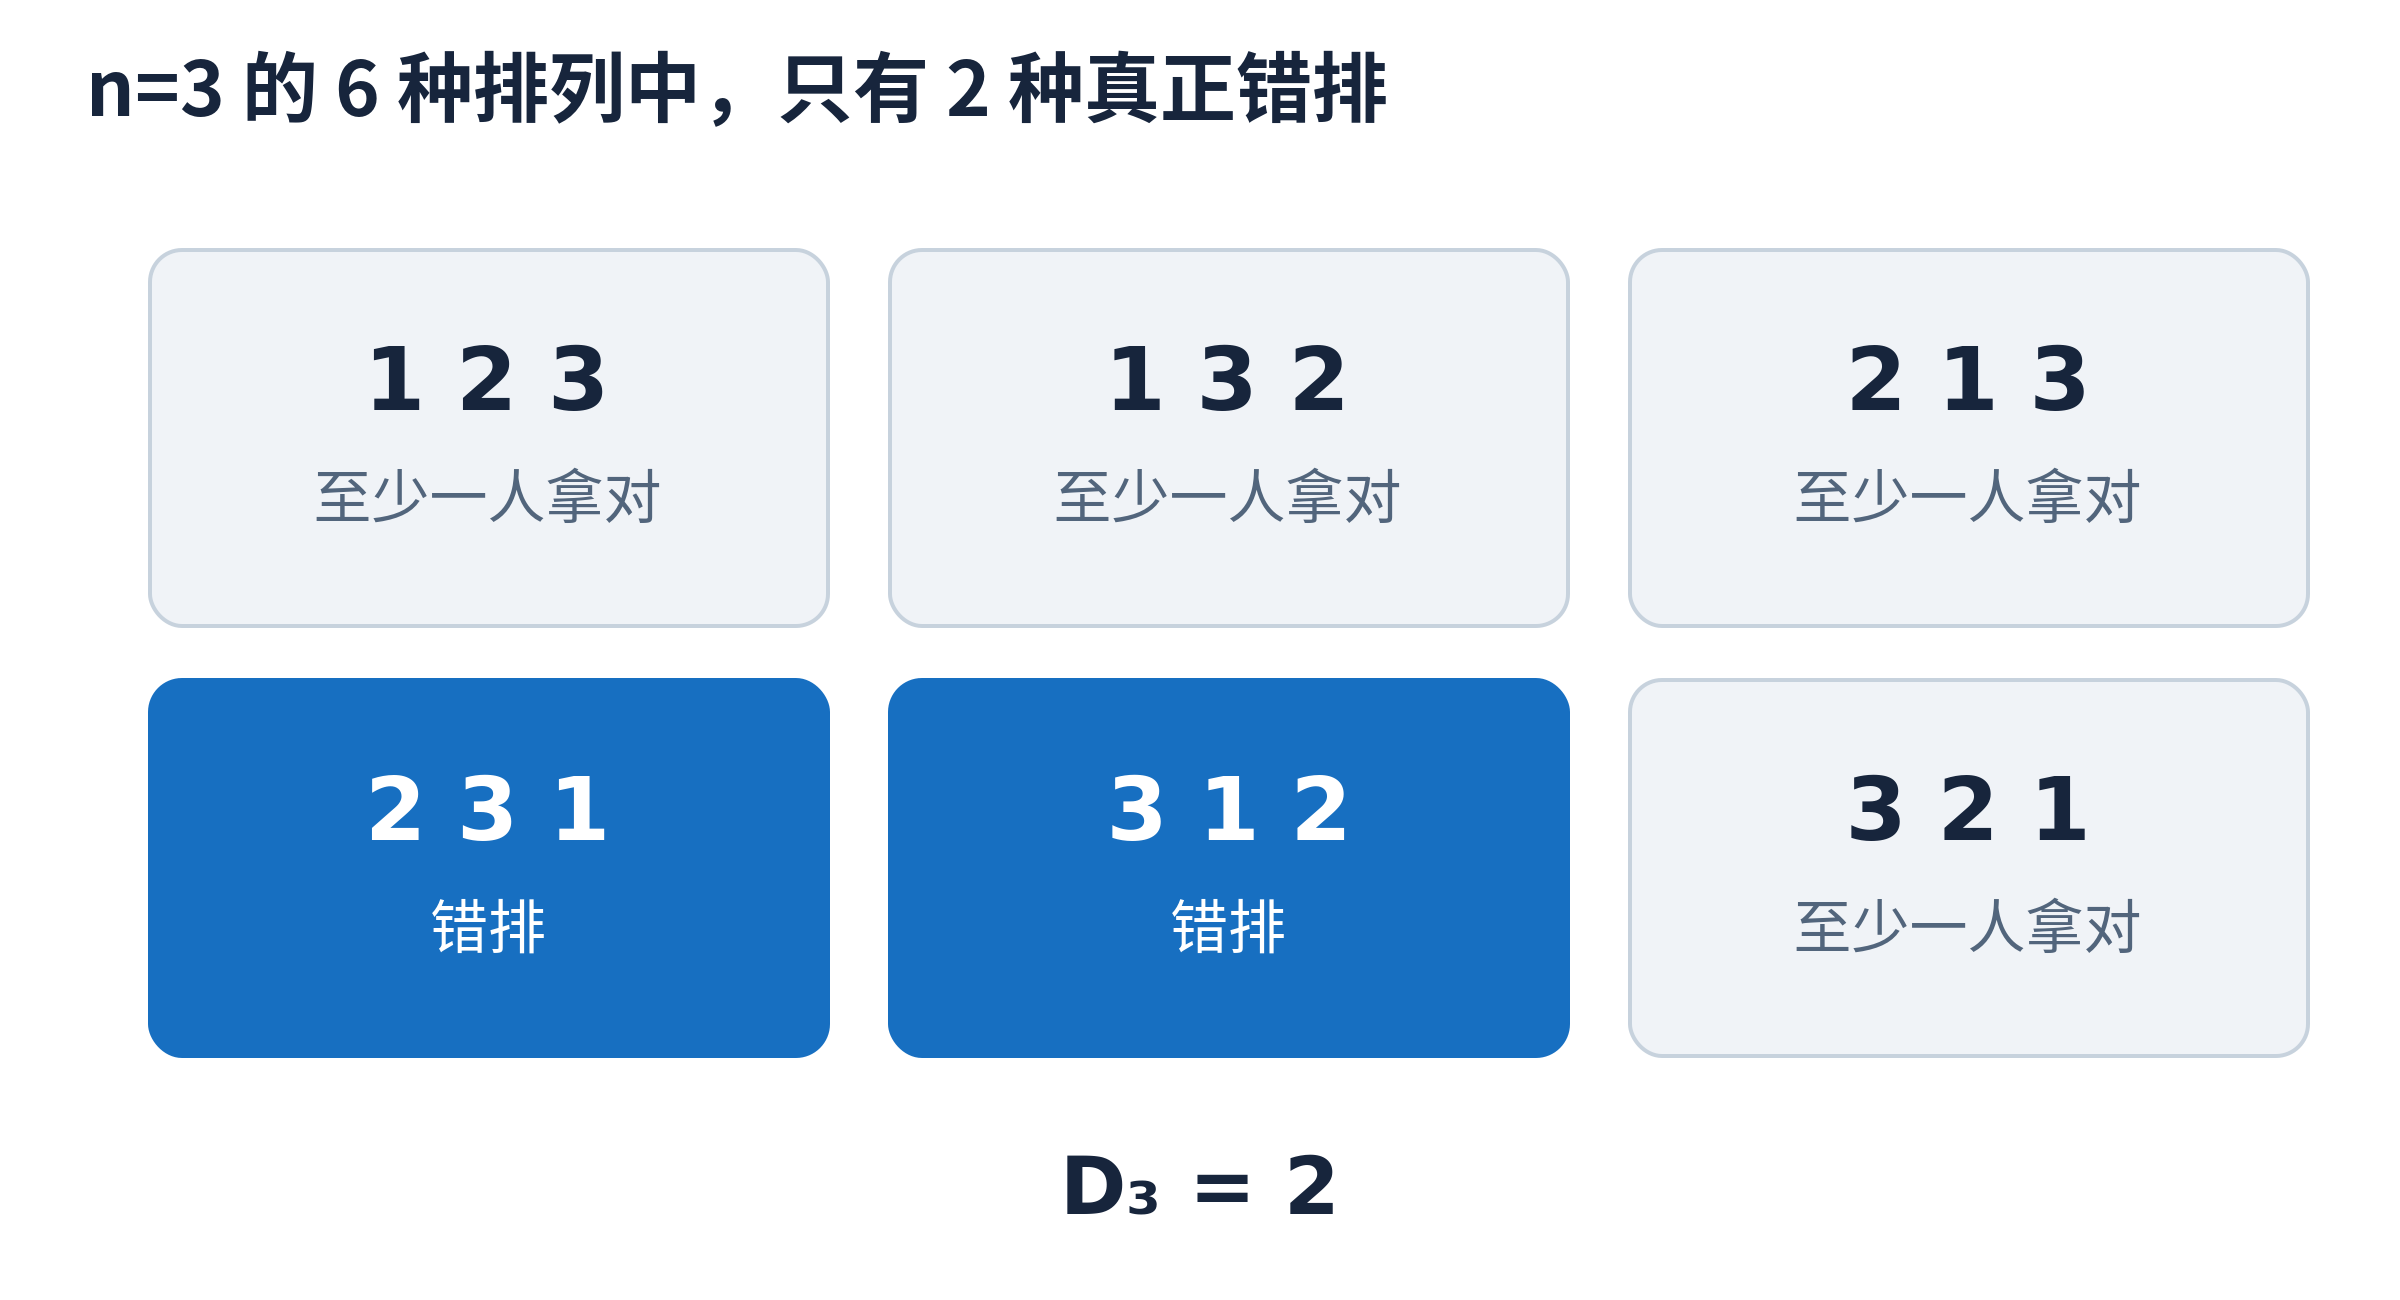 n=3 的 6 种排列中，只有 2 种真正错排
1 2 3
至少一人拿对
1 3 2
至少一人拿对
2 1 3
至少一人拿对
2 3 1
错排
3 1 2
错排
3 2 1
至少一人拿对
D₃ = 2